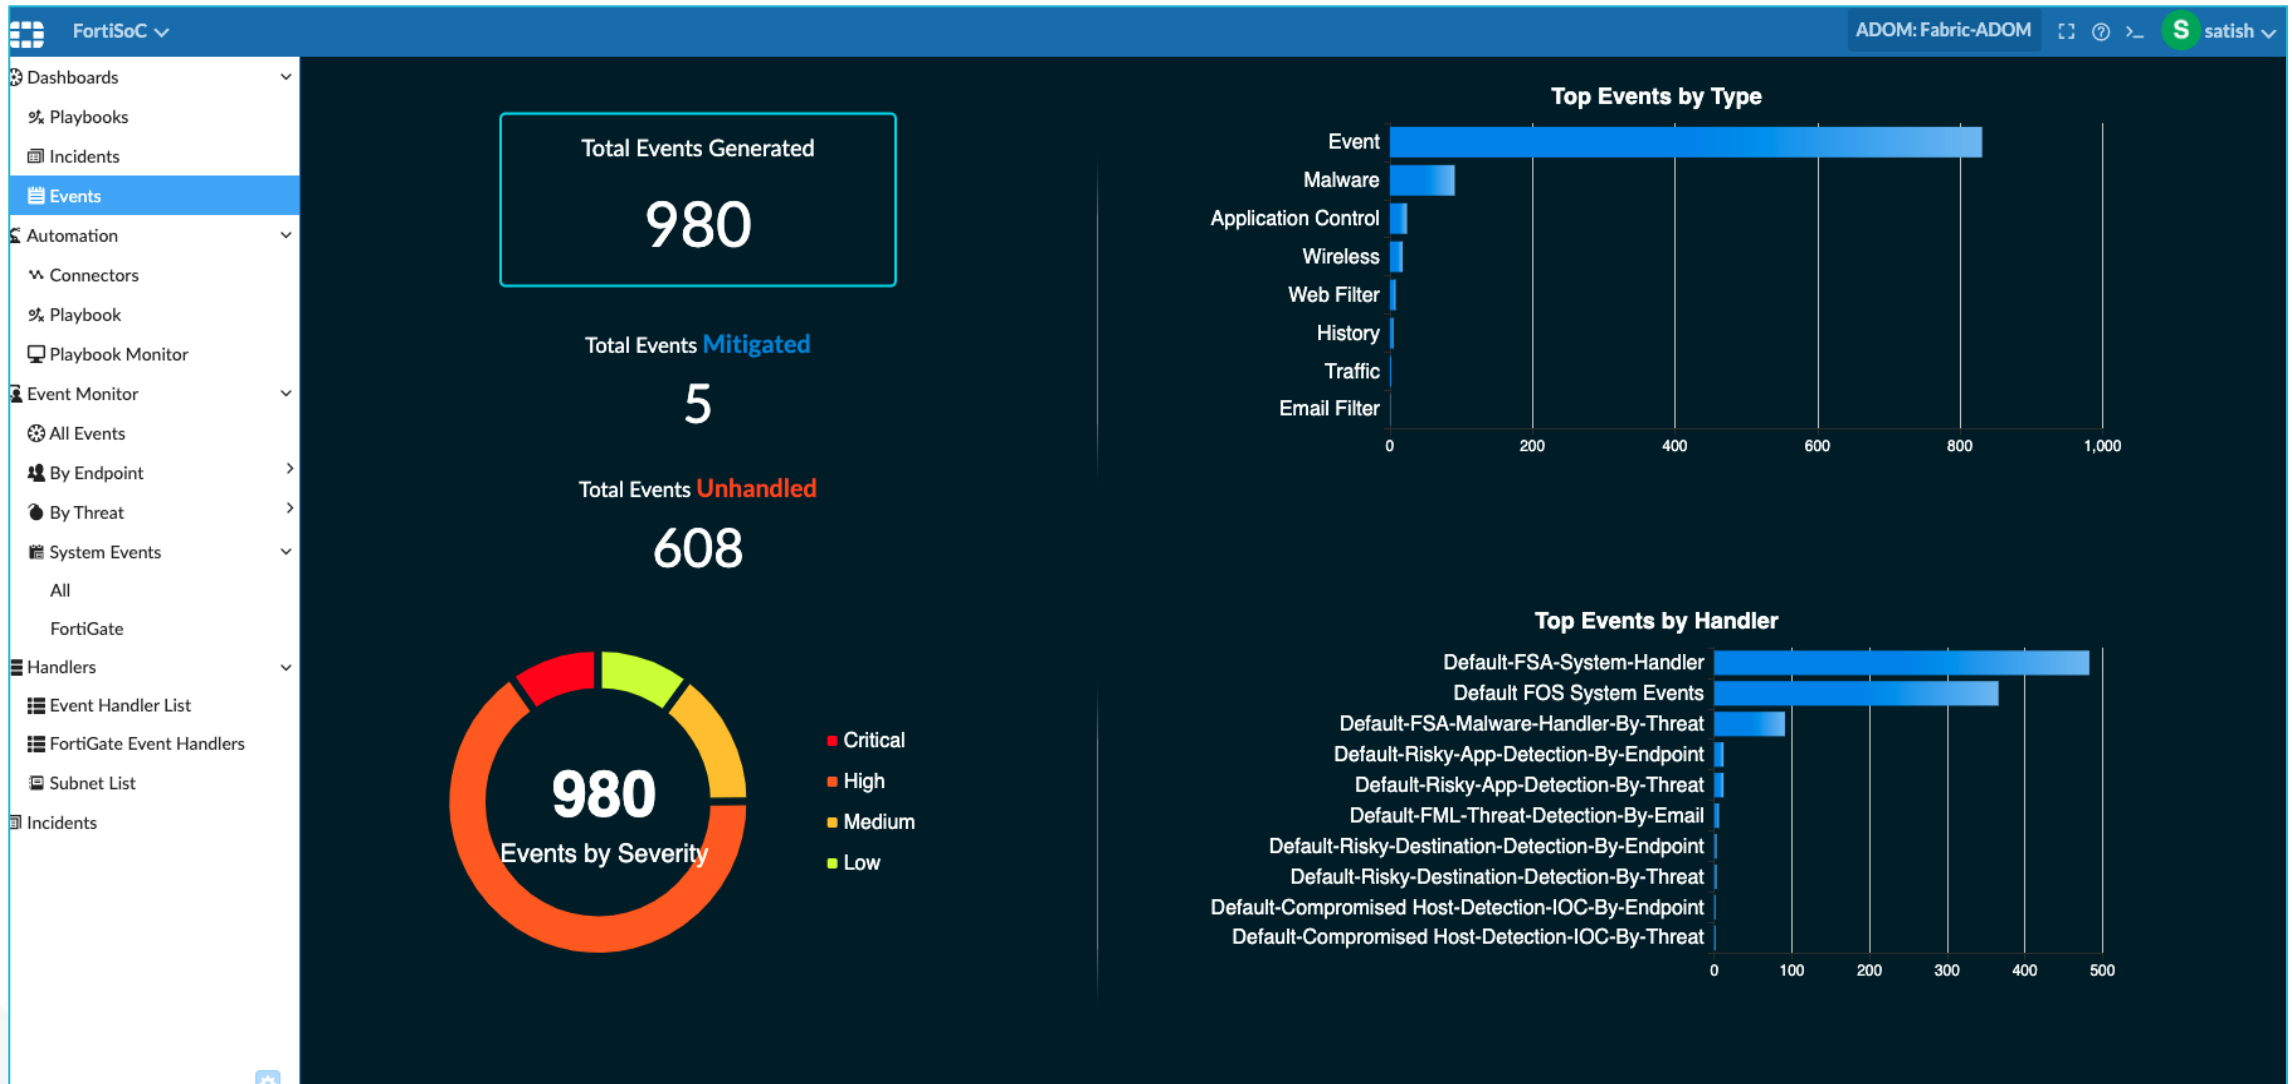 FortiSoC
ADOM: Fabric-ADOM
S
satish
Dashboards
Playbooks
Incidents
Events
Automation
Connectors
Playbook
Playbook Monitor
Event Monitor
All Events
By Endpoint
By Threat
System Events
All
FortiGate
Handlers
Event Handler List
FortiGate Event Handlers
Subnet List
Incidents
Total Events Generated
980
Total Events Mitigated
5
Total Events Unhandled
608
980
Events by Severity
Critical
High
Medium
Low
Top Events by Type
Event
Malware
Application Control
Wireless
Web Filter
History
Traffic
Email Filter
0 200 400 600 800 1,000
Top Events by Handler
Default-FSA-System-Handler
Default FOS System Events
Default-FSA-Malware-Handler-By-Threat
Default-Risky-App-Detection-By-Endpoint
Default-Risky-App-Detection-By-Threat
Default-FML-Threat-Detection-By-Email
Default-Risky-Destination-Detection-By-Endpoint
Default-Risky-Destination-Detection-By-Threat
Default-Compromised Host-Detection-IOC-By-Endpoint
Default-Compromised Host-Detection-IOC-By-Threat
0 100 200 300 400 500